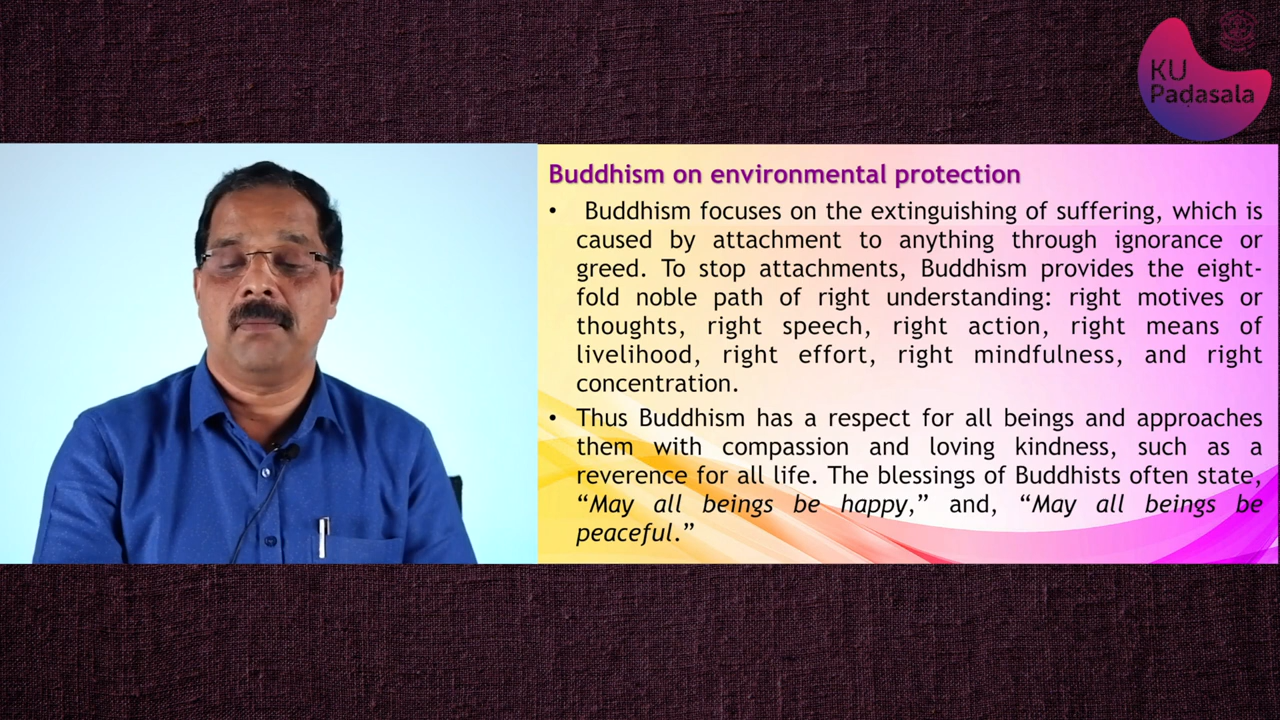 KU
Paḍasala
Buddhism on environmental protection
• Buddhism focuses on the extinguishing of suffering, which is
caused by attachment to anything through ignorance or
greed. To stop attachments, Buddhism provides the eight-
fold noble path of right understanding: right motives or
thoughts, right speech, right action, right means of
livelihood, right effort, right mindfulness, and right
concentration.
• Thus Buddhism has a respect for all beings and approaches
them with compassion and loving kindness, such as a
reverence for all life. The blessings of Buddhists often state,
“May all beings be happy,” and, “May all beings be
peaceful.”